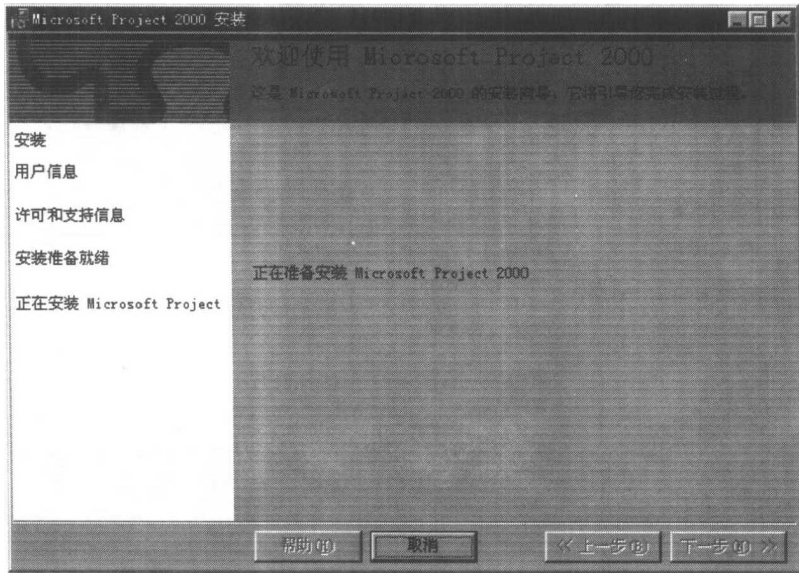 Microsoft Project 2000 安装
欢迎使用 Microsoft Project 2000
这是 Microsoft Project 2000 的安装向导，它将引导您完成安装过程。
安装
用户信息
许可和支持信息
安装准备就绪
正在安装 Microsoft Project
正在准备安装 Microsoft Project 2000
帮助(H) 取消 << 上一步(B) 下一步(N) >>